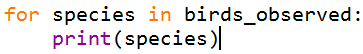 for species in birds_observed:
    print(species)